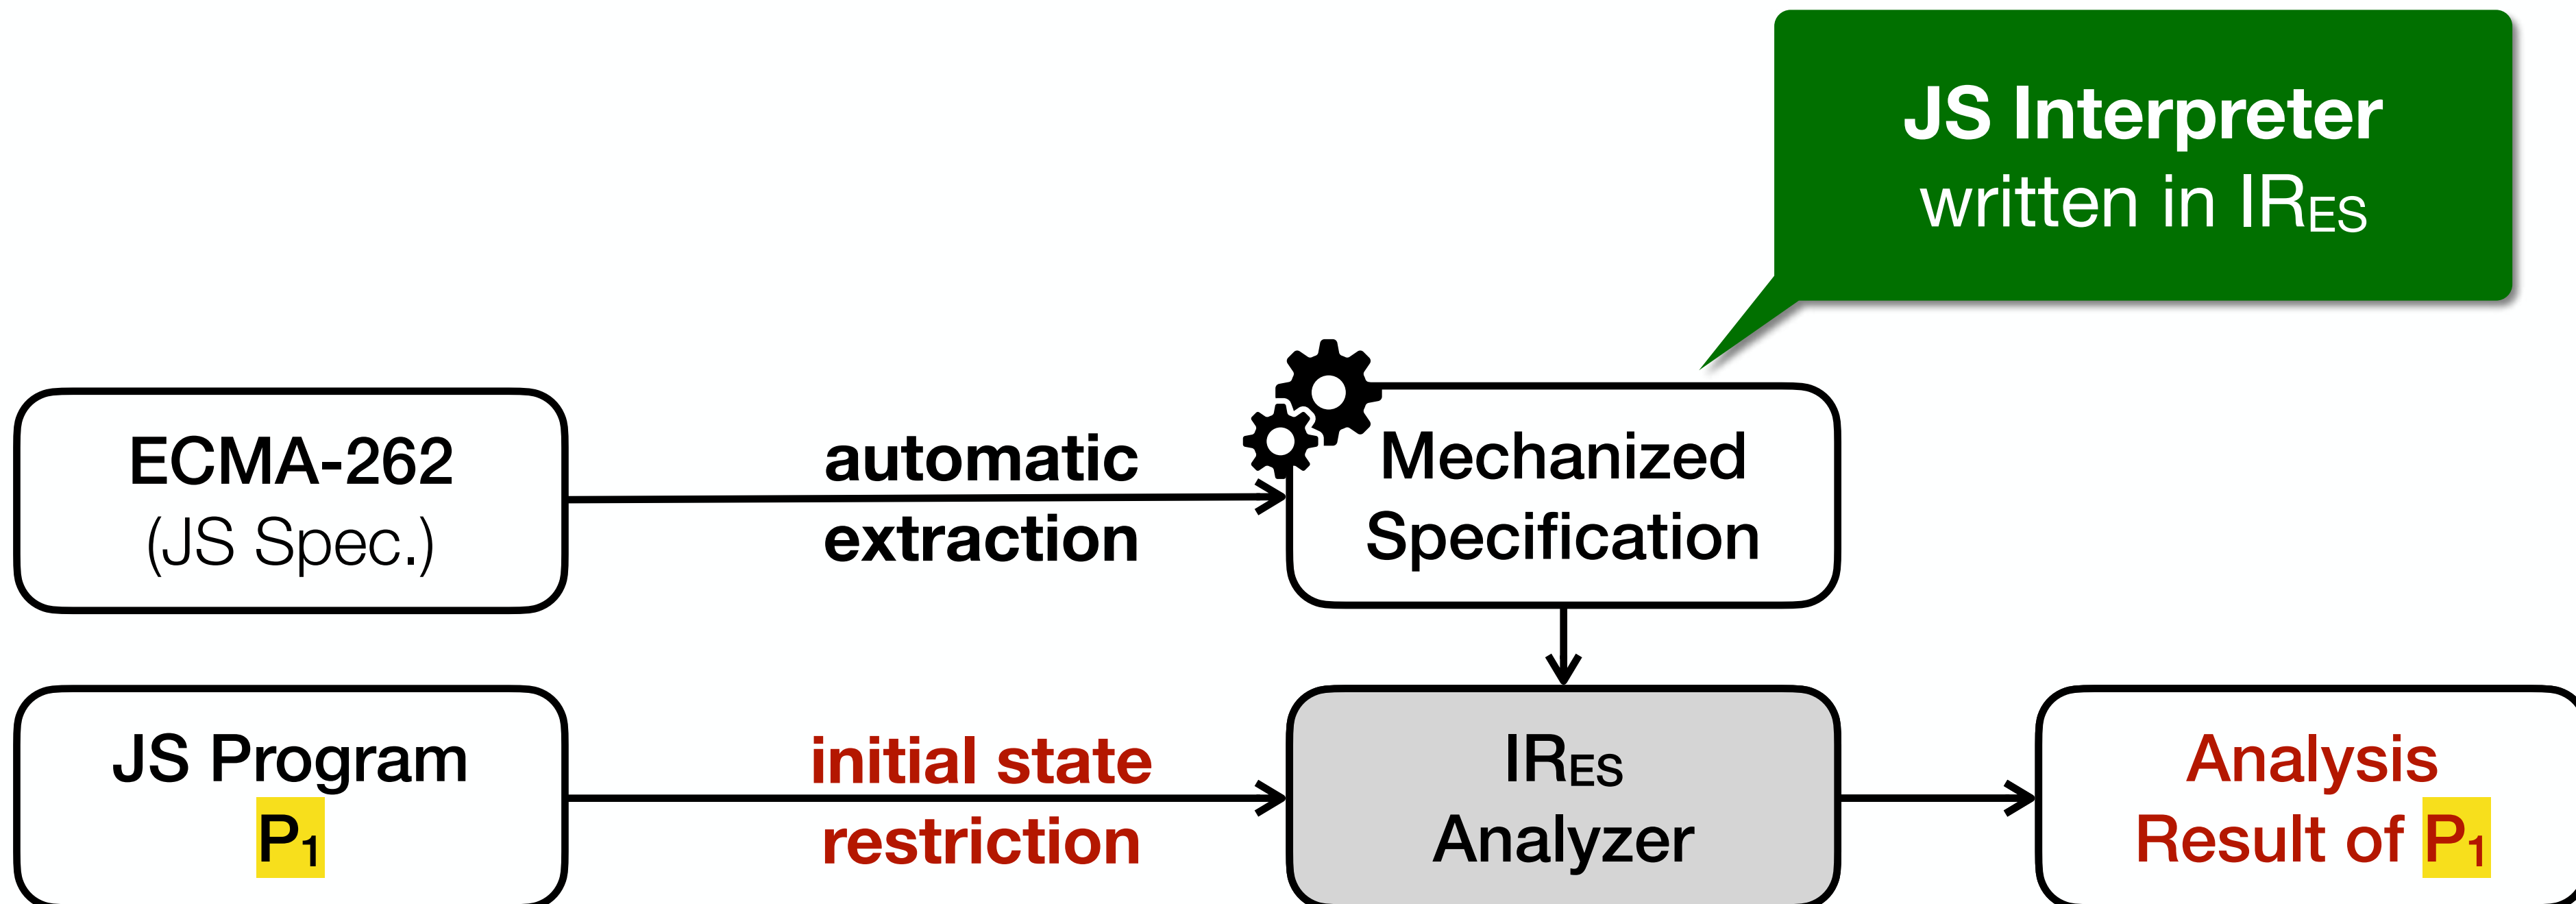 JS Interpreter
written in IRES
ECMA-262
(JS Spec.)
automatic
extraction
Mechanized
Specification
JS Program
P₁
initial state
restriction
IRES
Analyzer
Analysis
Result of P₁